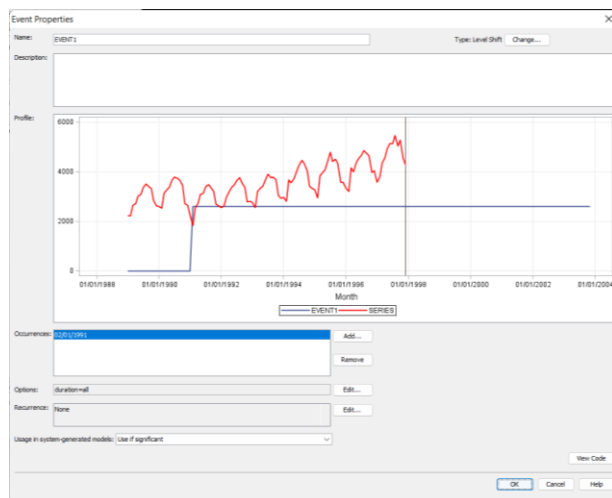 Event Properties
Name: EVENT1 Type: Level Shift Change...
Description:
Profile:
6000
4000
2000
0
01/01/1988 01/01/1990 01/01/1992 01/01/1994 01/01/1996 01/01/1998 01/01/2000 01/01/2002 01/01/2004
Month
EVENT1 SERIES
Occurrences: 02/01/1991 Add...
Remove
Options: duration=all Edit...
Recurrence: None Edit...
Usage in system-generated models: Use if significant
View Code
OK Cancel Help